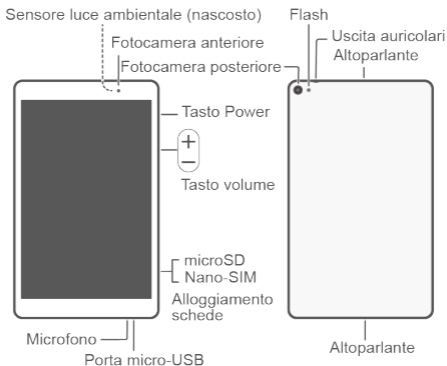 Sensore luce ambientale (nascosto)
Flash
Fotocamera anteriore
Uscita auricolari
Fotocamera posteriore
Altoparlante
Tasto Power
+
−
Tasto volume
microSD
Nano-SIM
Alloggiamento
schede
Microfono
Porta micro-USB
Altoparlante